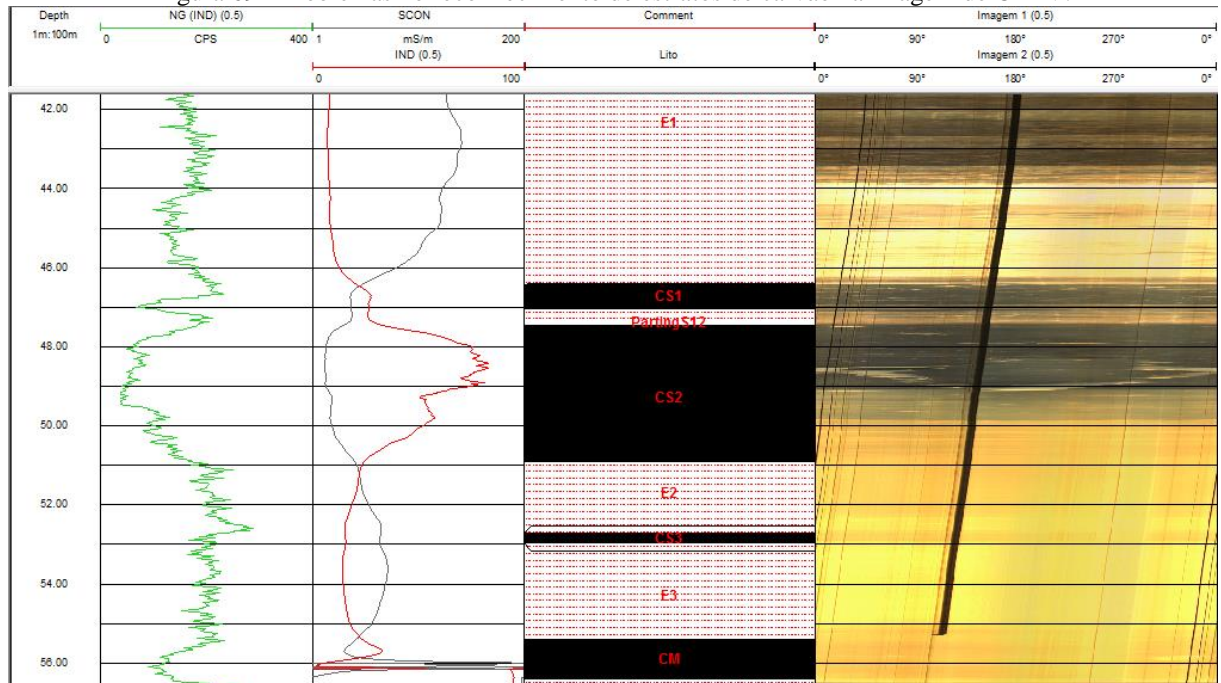 Depth
1m:100m
NG (IND) (0.5)
0 CPS 400
SCON
1 mS/m 200
IND (0.5)
0 100
Comment
Lito
Imagem 1 (0.5)
0° 90° 180° 270° 0°
Imagem 2 (0.5)
0° 90° 180° 270° 0°
42.00
44.00
46.00
48.00
50.00
52.00
54.00
56.00
E1
CS1
PartingS12
CS2
E2
CS3
E3
CM